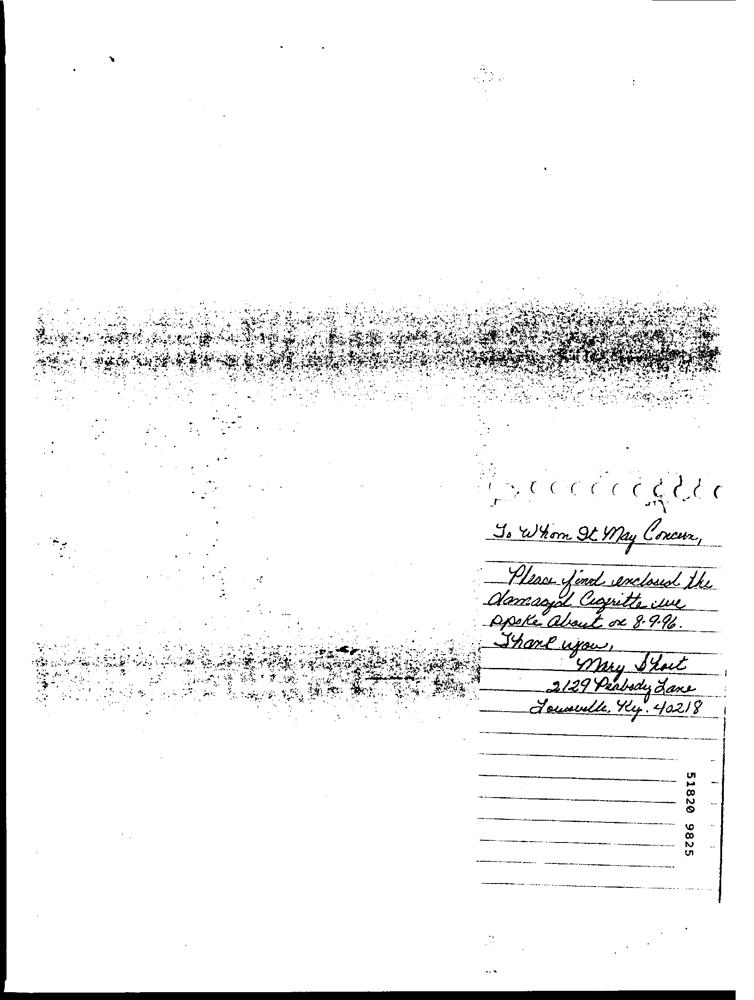 To Whom It May Concern,
Please find enclosed the
damaged Cigeritte we
spoke about on 8-9-96.
Thank you,
Mary Short
2129 Peabody Lane
Louisville, Ky. 40218
51820 9825